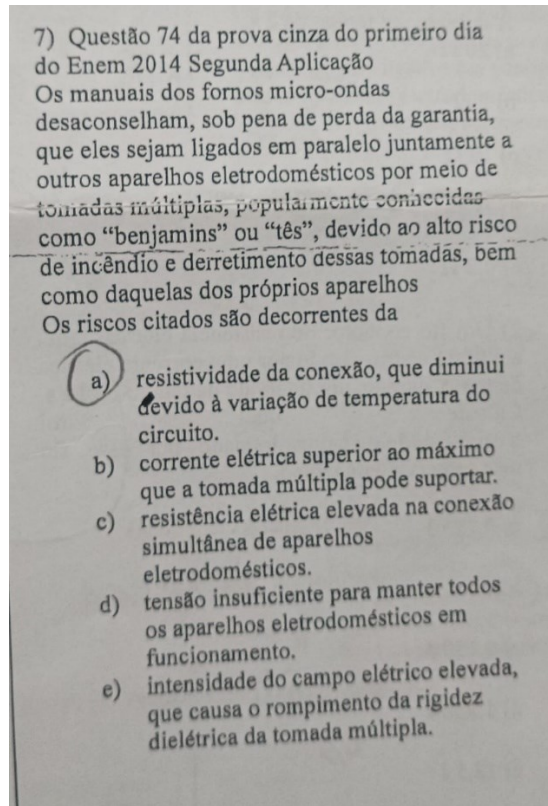 7) Questão 74 da prova cinza do primeiro dia
do Enem 2014 Segunda Aplicação
Os manuais dos fornos micro-ondas
desaconselham, sob pena de perda da garantia,
que eles sejam ligados em paralelo juntamente a
outros aparelhos eletrodomésticos por meio de
tomadas múltiplas, popularmente conhecidas
como “benjamins” ou “tês”, devido ao alto risco
de incêndio e derretimento dessas tomadas, bem
como daquelas dos próprios aparelhos
Os riscos citados são decorrentes da
a) resistividade da conexão, que diminui
devido à variação de temperatura do
circuito.
b) corrente elétrica superior ao máximo
que a tomada múltipla pode suportar.
c) resistência elétrica elevada na conexão
simultânea de aparelhos
eletrodomésticos.
d) tensão insuficiente para manter todos
os aparelhos eletrodomésticos em
funcionamento.
e) intensidade do campo elétrico elevada,
que causa o rompimento da rigidez
dielétrica da tomada múltipla.